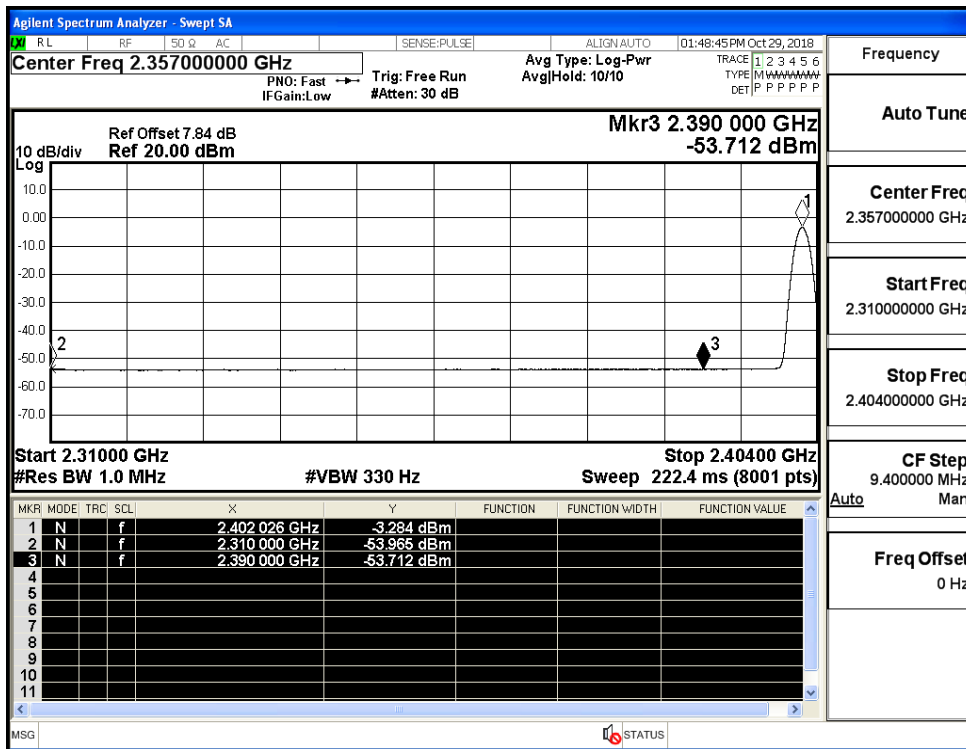 Agilent Spectrum Analyzer - Swept SA
LXI RL RF 50 Ω AC SENSE:PULSE ALIGN AUTO 01:48:45 PM Oct 29, 2018
Center Freq 2.357000000 GHz
PNO: Fast
IFGain:Low
Trig: Free Run
#Atten: 30 dB
Avg Type: Log-Pwr
Avg|Hold: 10/10
TRACE 1 2 3 4 5 6
TYPE M WWWWW
DET P P P P P P
Frequency
Auto Tune
Center Freq
2.357000000 GHz
Start Freq
2.310000000 GHz
Stop Freq
2.404000000 GHz
CF Step
9.400000 MHz
Auto Man
Freq Offset
0 Hz
Mkr3 2.390 000 GHz
-53.712 dBm
Ref Offset 7.84 dB
10 dB/div Ref 20.00 dBm
Log
10.0
0.00
-10.0
-20.0
-30.0
-40.0
-50.0
-60.0
-70.0
1
2
3
Start 2.31000 GHz Stop 2.40400 GHz
#Res BW 1.0 MHz #VBW 330 Hz Sweep 222.4 ms (8001 pts)
MKR MODE TRC SCL X Y FUNCTION FUNCTION WIDTH FUNCTION VALUE
1 N f 2.402 026 GHz -3.284 dBm
2 N f 2.310 000 GHz -53.965 dBm
3 N f 2.390 000 GHz -53.712 dBm
4
5
6
7
8
9
10
11
MSG STATUS